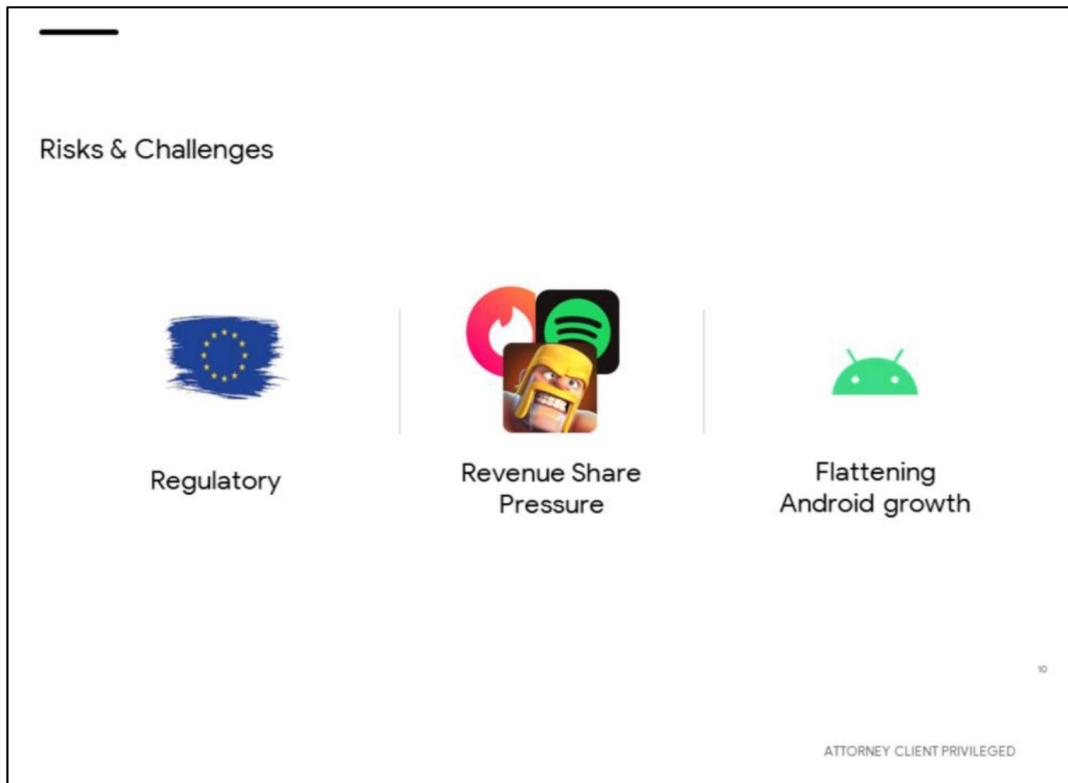 Risks & Challenges
Regulatory
Revenue Share
Pressure
Flattening
Android growth
10
ATTORNEY CLIENT PRIVILEGED